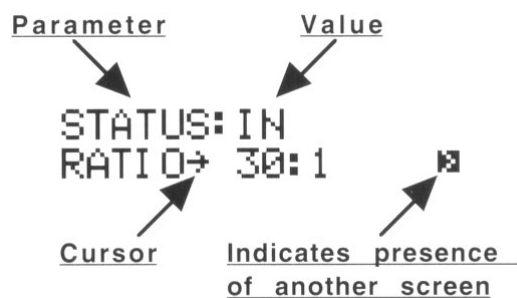 Parameter Value
STATUS:IN
RATIO→ 30:1
Cursor Indicates presence
of another screen